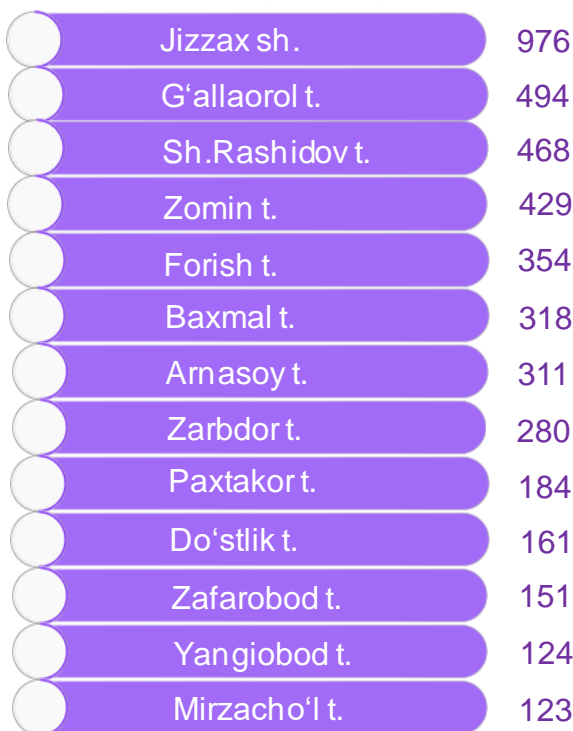 Jizzax sh. 976
G‘allaorol t. 494
Sh.Rashidov t. 468
Zomin t. 429
Forish t. 354
Baxmal t. 318
Arnasoy t. 311
Zarbdor t. 280
Paxtakor t. 184
Do‘stlik t. 161
Zafarobod t. 151
Yangiobod t. 124
Mirzacho‘l t. 123